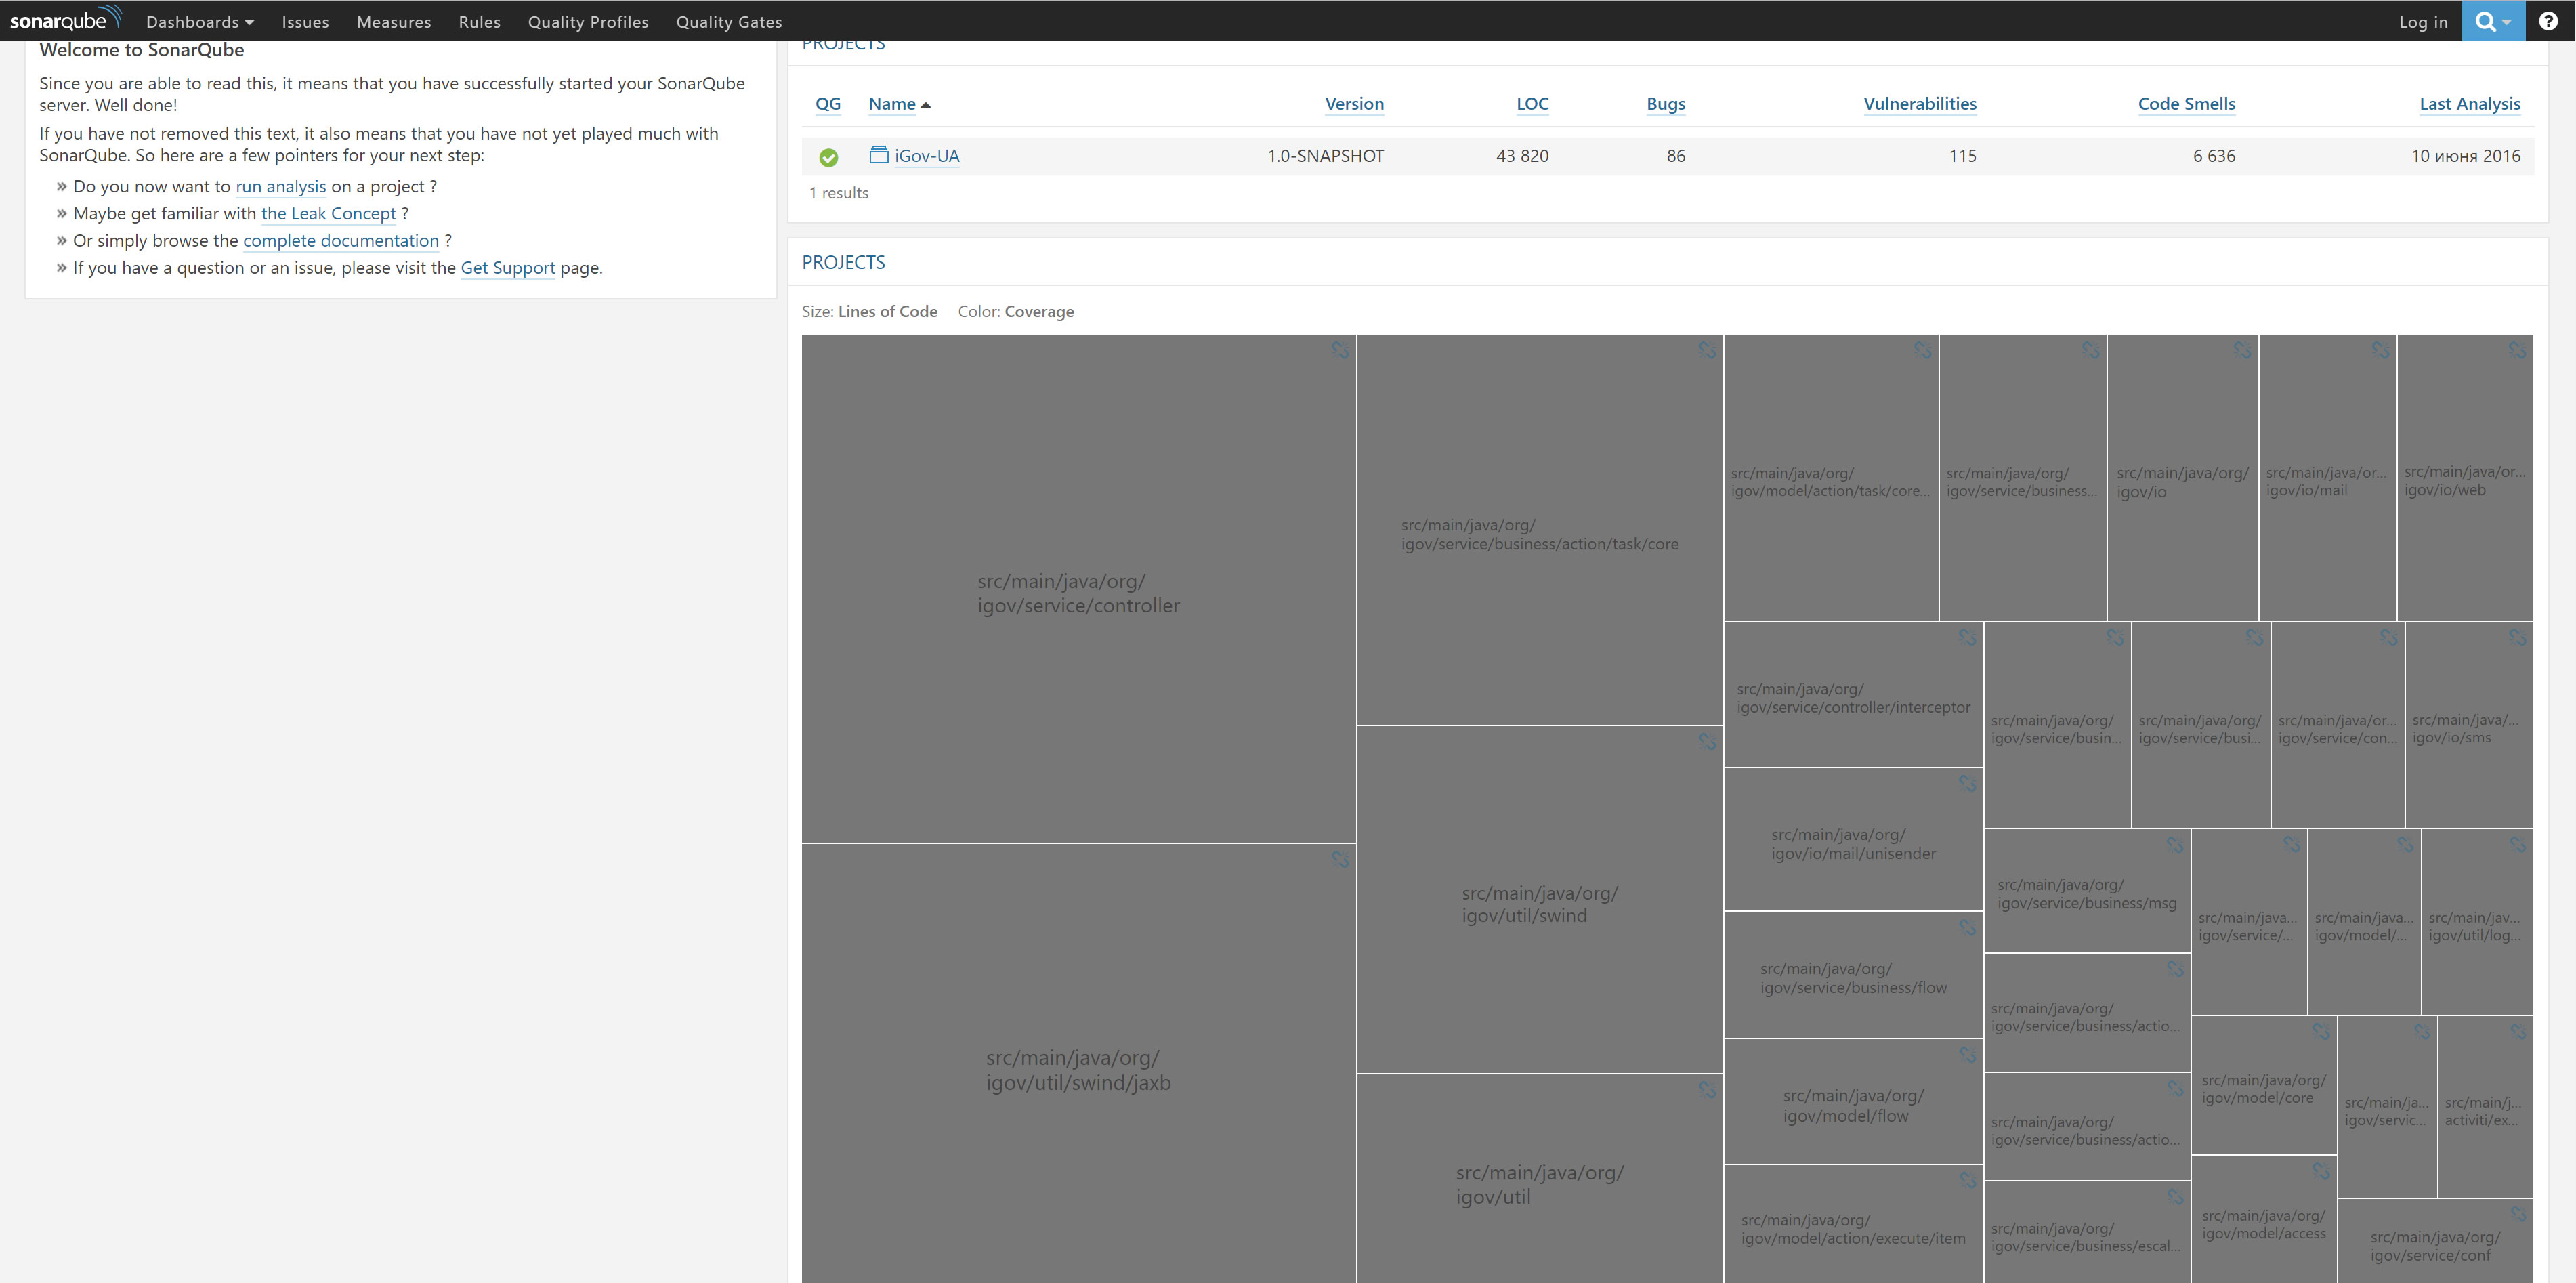 sonarqube Dashboards Issues Measures Rules Quality Profiles Quality Gates Log in
Welcome to SonarQube
Since you are able to read this, it means that you have successfully started your SonarQube
server. Well done!
If you have not removed this text, it also means that you have not yet played much with
SonarQube. So here are a few pointers for your next step:
» Do you now want to run analysis on a project ?
» Maybe get familiar with the Leak Concept ?
» Or simply browse the complete documentation ?
» If you have a question or an issue, please visit the Get Support page.
PROJECTS
QG Name Version LOC Bugs Vulnerabilities Code Smells Last Analysis
iGov-UA 1.0-SNAPSHOT 43 820 86 115 6 636 10 июня 2016
1 results
PROJECTS
Size: Lines of Code Color: Coverage
src/main/java/org/
igov/service/controller
src/main/java/org/
igov/util/swind/jaxb
src/main/java/org/
igov/service/business/action/task/core
src/main/java/org/
igov/util/swind
src/main/java/org/
igov/util
src/main/java/org/
igov/model/action/task/core...
src/main/java/org/
igov/service/business...
src/main/java/org/
igov/io
src/main/java/or...
igov/io/mail
src/main/java/or...
igov/io/web
src/main/java/org/
igov/service/controller/interceptor
src/main/java/org/
igov/io/mail/unisender
src/main/java/org/
igov/service/business/flow
src/main/java/org/
igov/model/flow
src/main/java/org/
igov/model/action/execute/item
src/main/java/org/
igov/service/busin...
src/main/java/org/
igov/service/busi...
src/main/java/or...
igov/service/con...
src/main/java/...
igov/io/sms
src/main/java/org/
igov/service/business/msg
src/main/java/org/
igov/service/business/actio...
src/main/java/org/
igov/service/business/actio...
src/main/java/org/
igov/service/business/escal...
src/main/java...
igov/service/...
src/main/java...
igov/model/...
src/main/jav...
igov/util/log...
src/main/java/org/
igov/model/core
src/main/java/org/
igov/model/access
src/main/ja...
igov/servic...
src/main/j...
activiti/ex...
src/main/java/org/
igov/service/conf